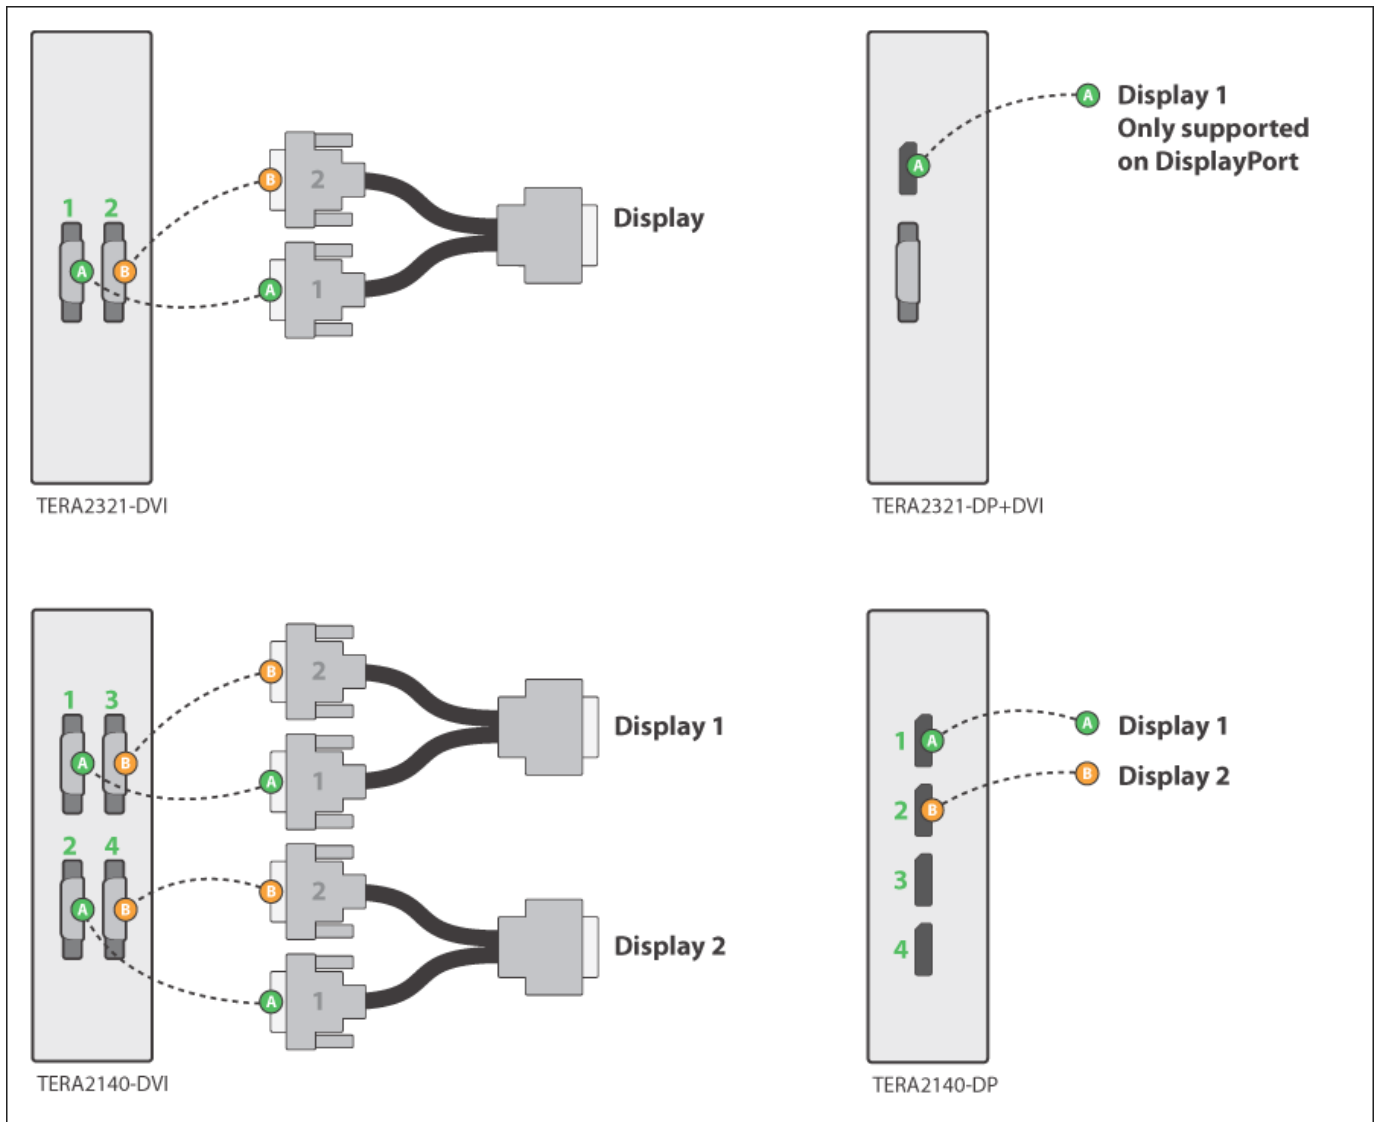 1 2
A B
B 2
A 1
Display
TERA2321-DVI
A Display 1
Only supported
on DisplayPort
A
TERA2321-DP+DVI
1 3
A B
2 4
A B
B 2
A 1
Display 1
B 2
A 1
Display 2
TERA2140-DVI
1 A
2 B
3
4
A Display 1
B Display 2
TERA2140-DP